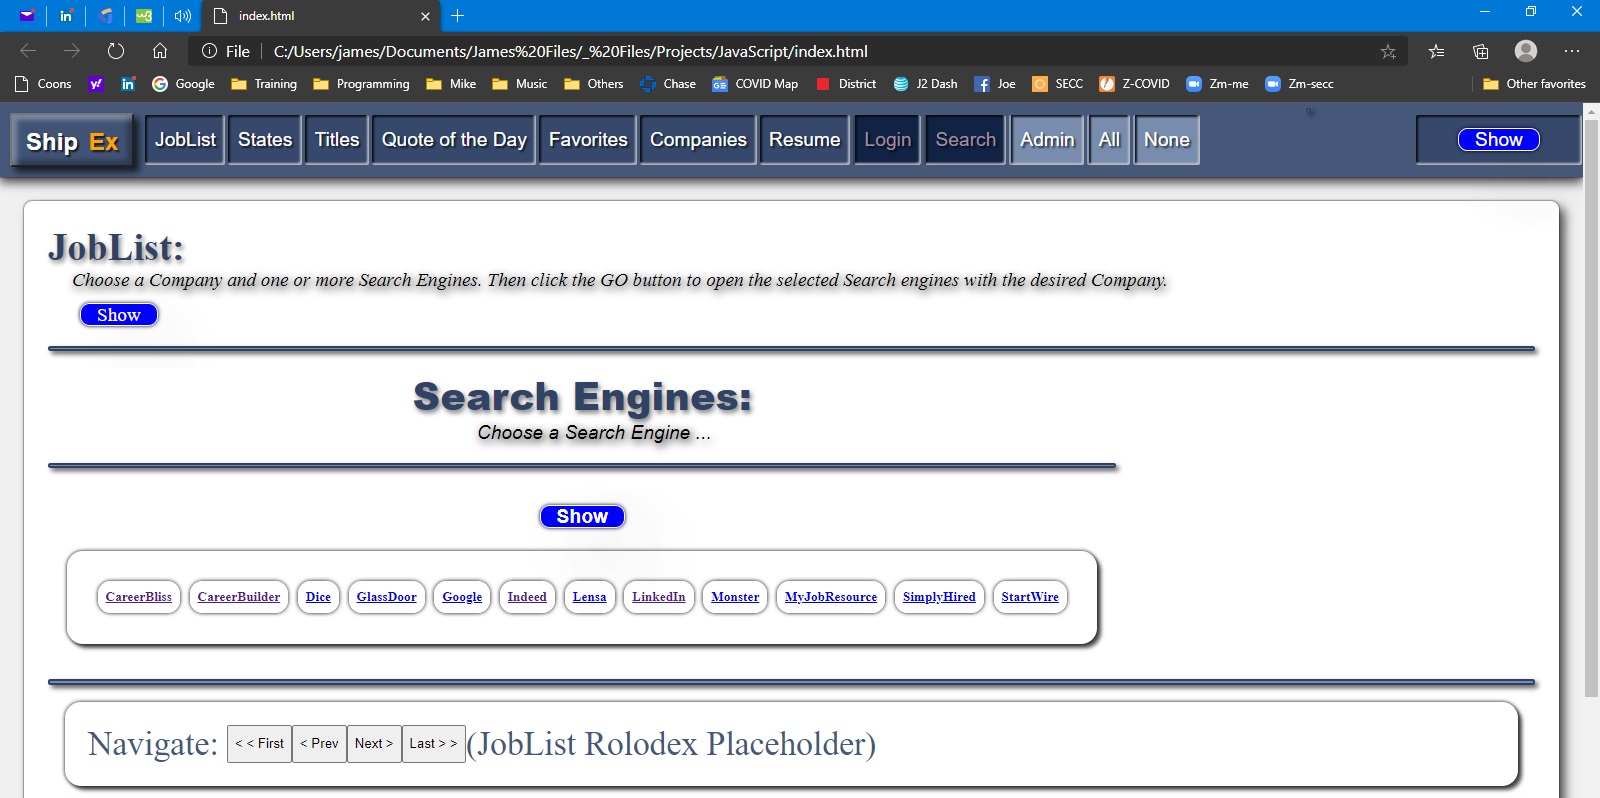 index.html
File C:/Users/james/Documents/James%20Files/_%20Files/Projects/JavaScript/index.html
Coons Google Training Programming Mike Music Others Chase COVID Map District J2 Dash Joe SECC Z-COVID Zm-me Zm-secc Other favorites
Ship Ex JobList States Titles Quote of the Day Favorites Companies Resume Login Search Admin All None Show
JobList:
Choose a Company and one or more Search Engines. Then click the GO button to open the selected Search engines with the desired Company.
Show
Search Engines:
Choose a Search Engine ...
Show
CareerBliss CareerBuilder Dice GlassDoor Google Indeed Lensa LinkedIn Monster MyJobResource SimplyHired StartWire
Navigate: < < First < Prev Next > Last > > (JobList Rolodex Placeholder)